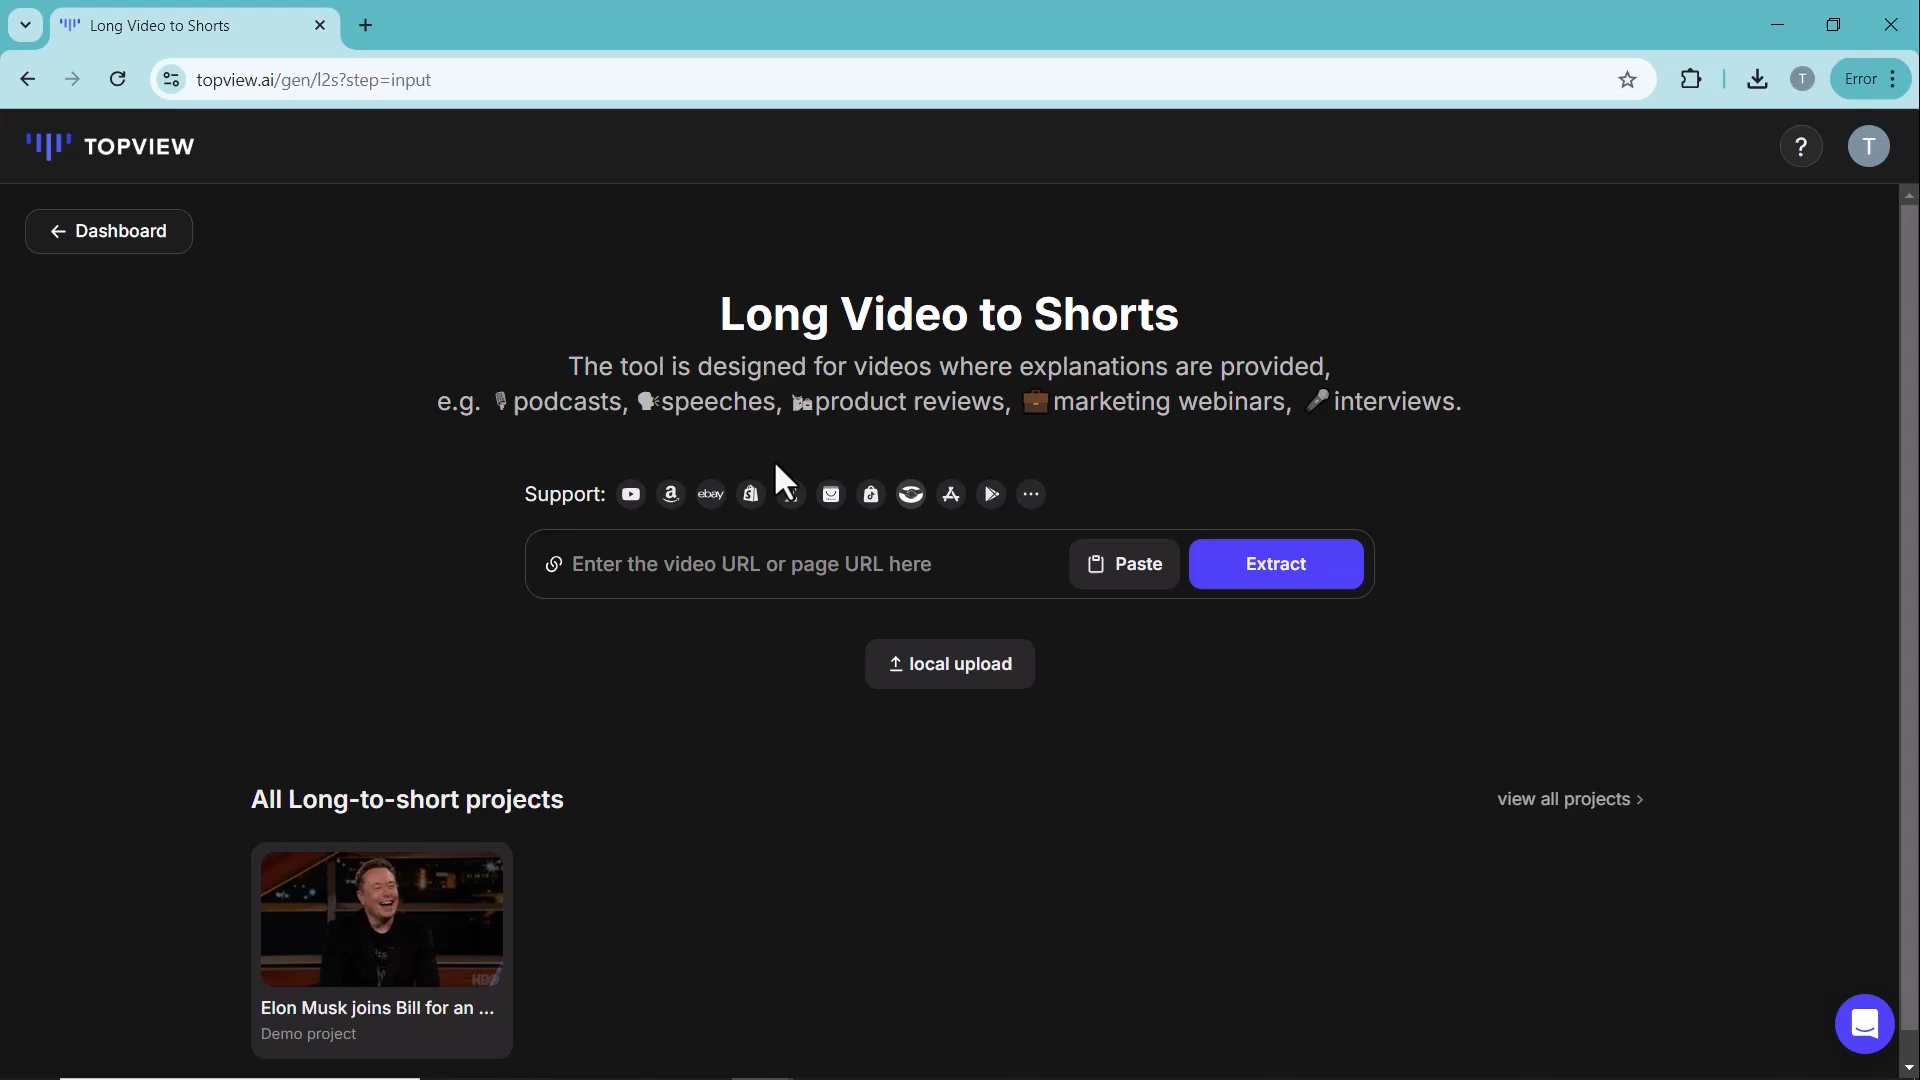 Long Video to Shorts
topview.ai/gen/l2s?step=input
T
Error
TOPVIEW
?
T
Dashboard
Long Video to Shorts
The tool is designed for videos where explanations are provided,
e.g. podcasts, speeches, product reviews, marketing webinars, interviews.
Support: a ebay
Enter the video URL or page URL here
Paste
Extract
local upload
All Long-to-short projects
view all projects >
HBO
Elon Musk joins Bill for an ...
Demo project